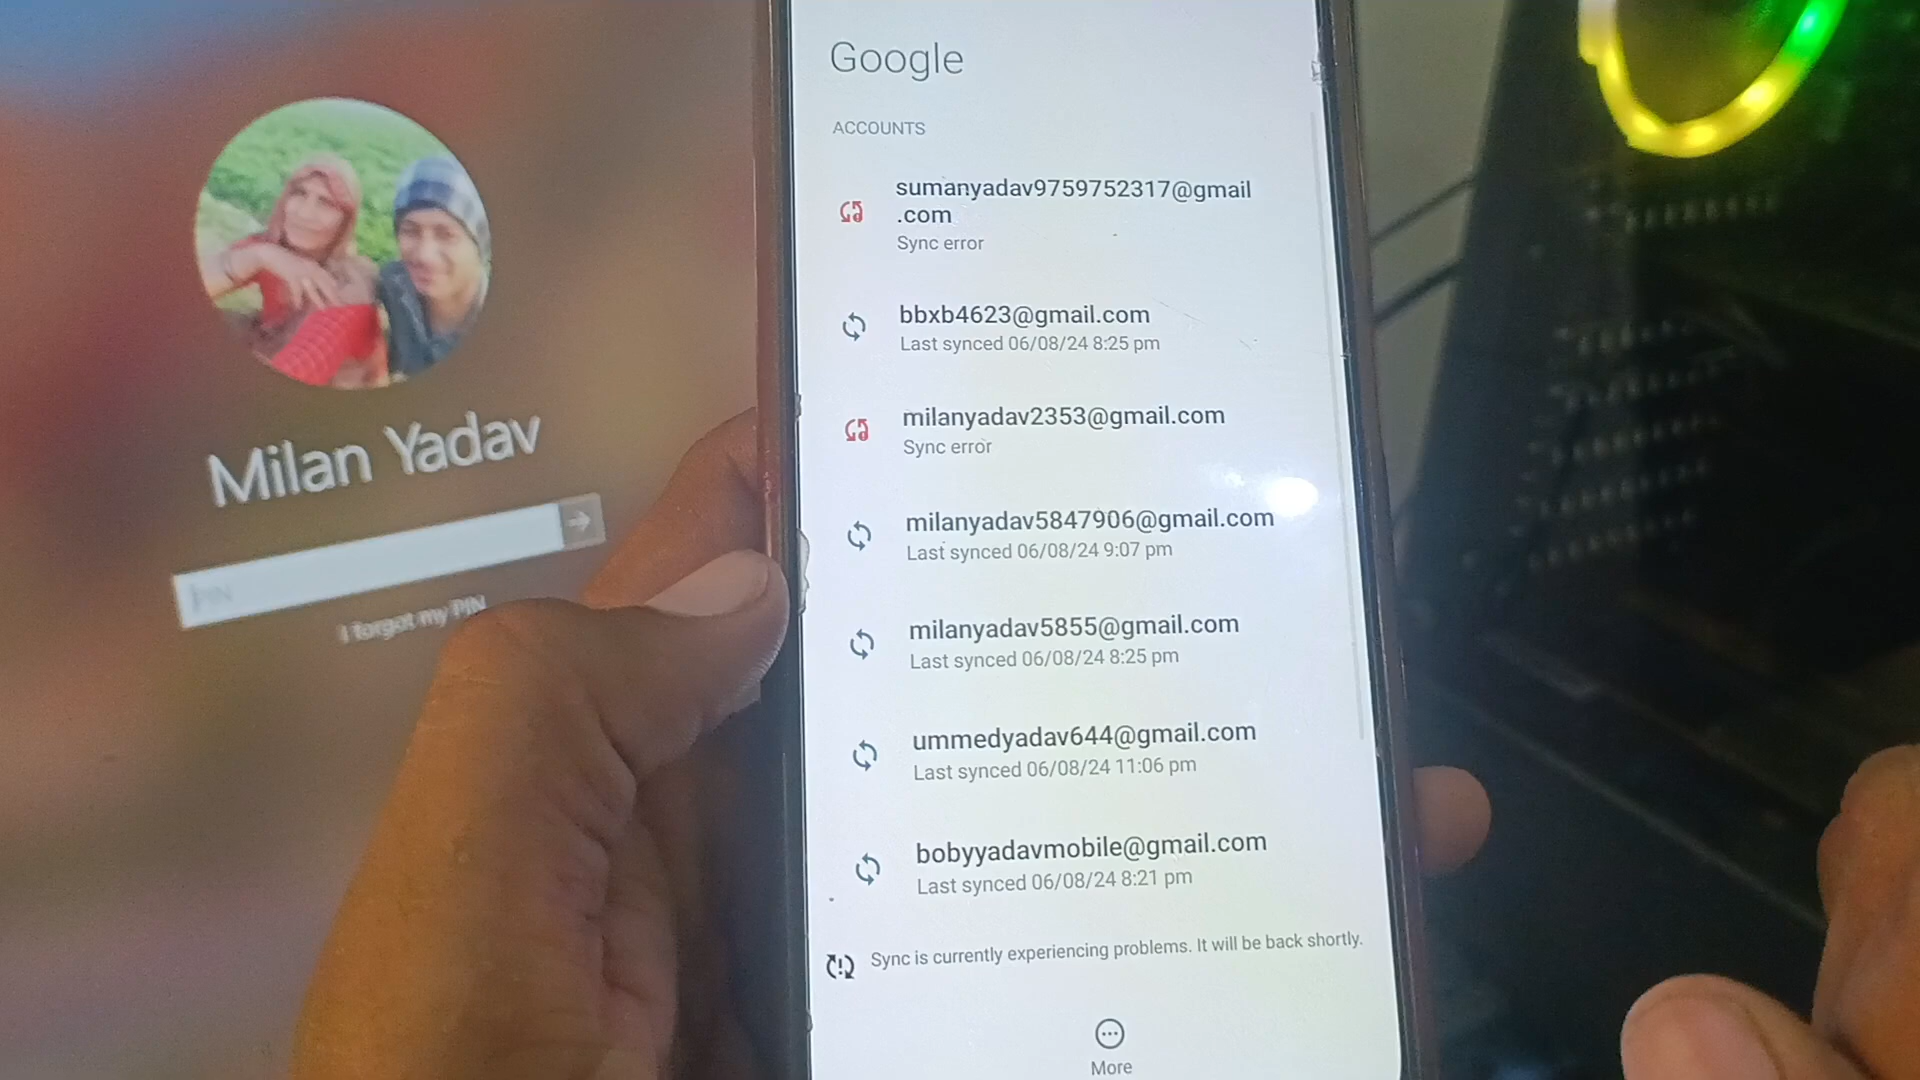 Milan Yadav
PIN
I forgot my PIN
Google
ACCOUNTS
sumanyadav9759752317@gmail
.com
Sync error
bbxb4623@gmail.com
Last synced 06/08/24 8:25 pm
milanyadav2353@gmail.com
Sync error
milanyadav5847906@gmail.com
Last synced 06/08/24 9:07 pm
milanyadav5855@gmail.com
Last synced 06/08/24 8:25 pm
ummedyadav644@gmail.com
Last synced 06/08/24 11:06 pm
bobyyadavmobile@gmail.com
Last synced 06/08/24 8:21 pm
Sync is currently experiencing problems. It will be back shortly.
More